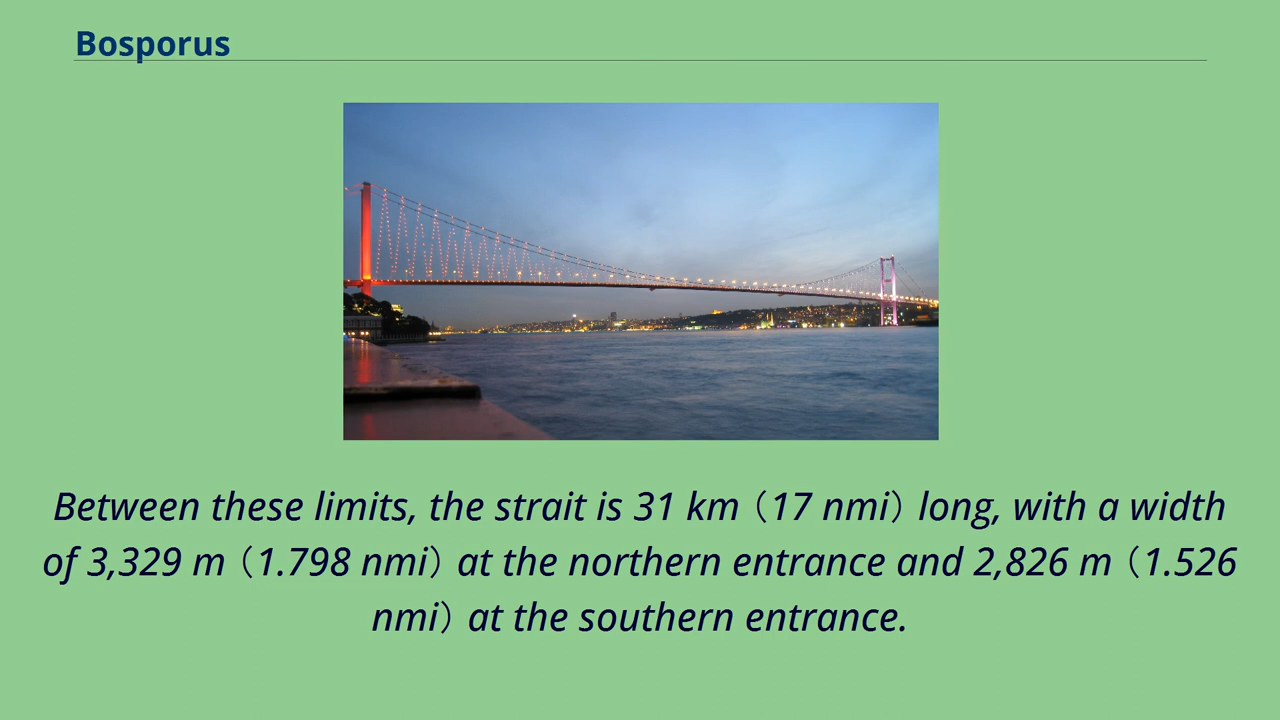 Bosporus
Between these limits, the strait is 31 km（17 nmi）long, with a width
of 3,329 m（1.798 nmi）at the northern entrance and 2,826 m（1.526
nmi）at the southern entrance.